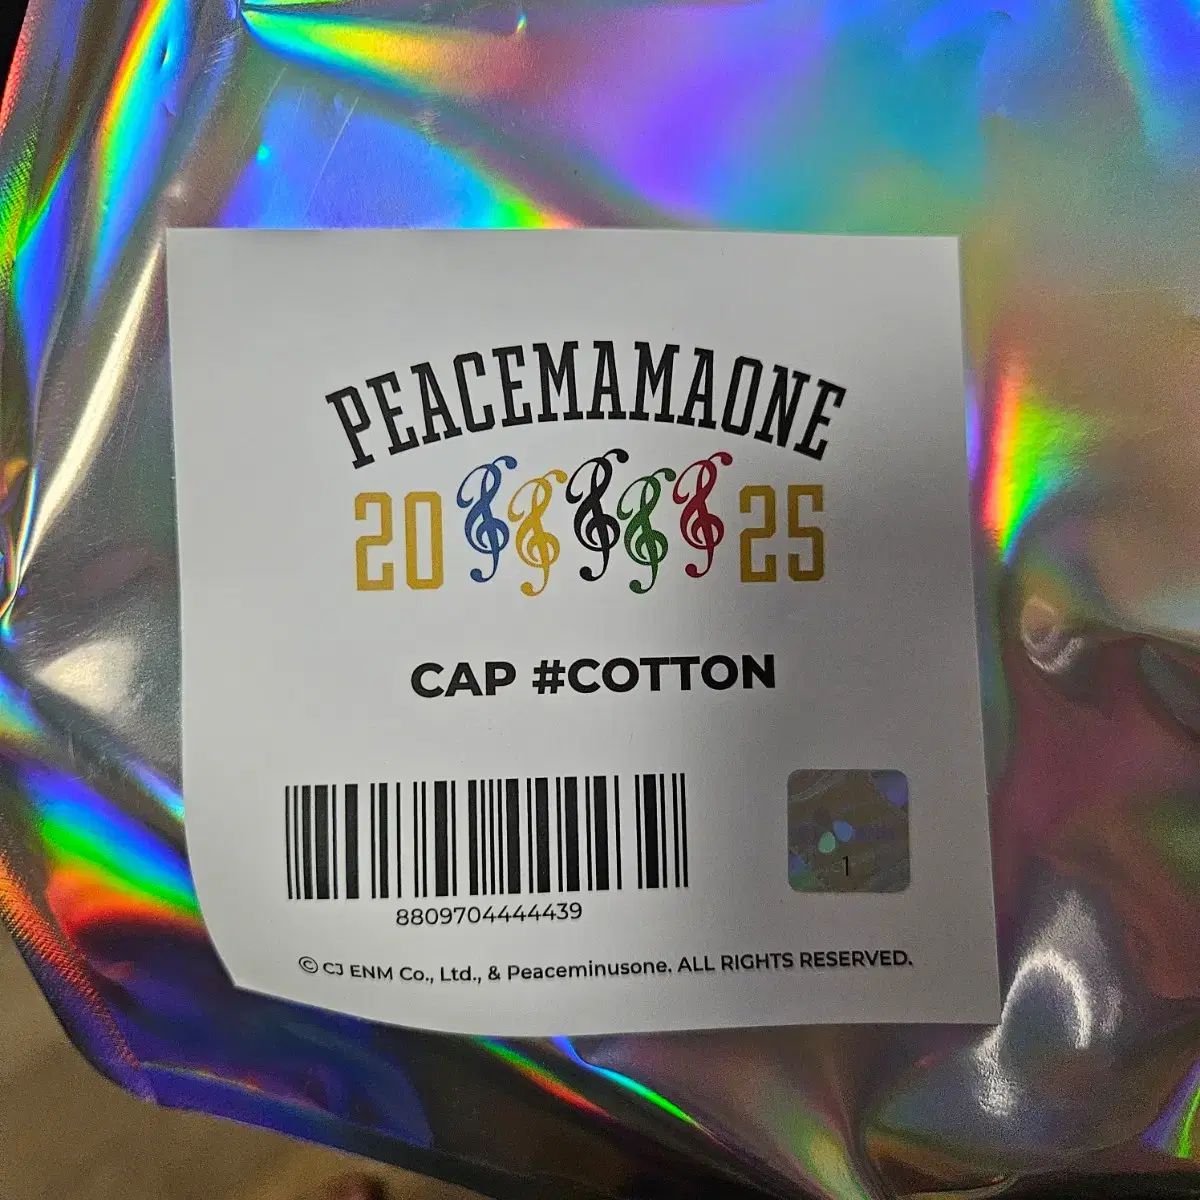 PEACEMAMAONE
20 25
CAP #COTTON
1
8809704444439
© CJ ENM Co., Ltd., & Peaceminusone. ALL RIGHTS RESERVED.